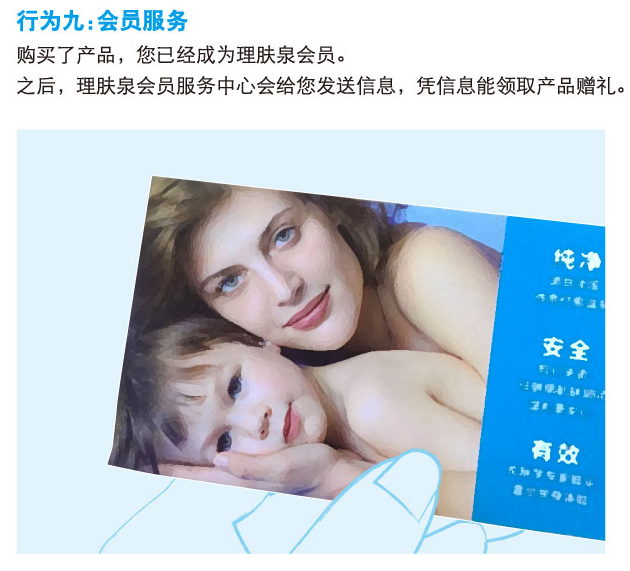 行为九：会员服务
购买了产品，您已经成为理肤泉会员。
之后，理肤泉会员服务中心会给您发送信息，凭信息能领取产品赠礼。
纯净
安全
有效